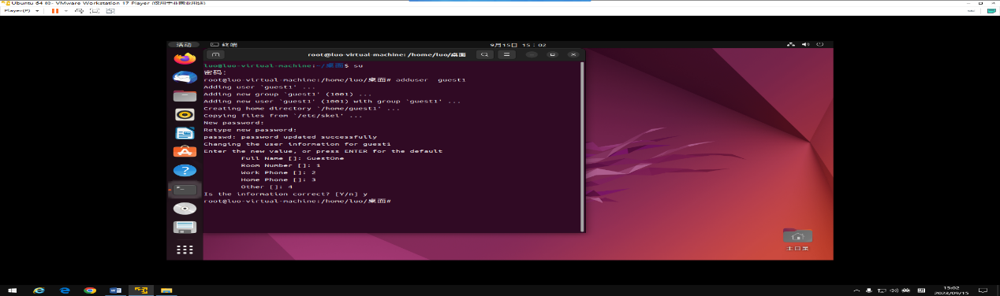 Ubuntu 64 位 - VMware Workstation 17 Player (仅用于非商业用途)
Player(P)
活动
终端
9月15日 15：02
root@luo-virtual-machine: /home/luo/桌面
luo@luo-virtual-machine:~/桌面$ su
密码：
root@luo-virtual-machine:/home/luo/桌面# adduser  guest1
Adding user `guest1' ...
Adding new group `guest1' (1001) ...
Adding new user `guest1' (1001) with group `guest1' ...
Creating home directory `/home/guest1' ...
Copying files from `/etc/skel' ...
New password:
Retype new password:
passwd: password updated successfully
Changing the user information for guest1
Enter the new value, or press ENTER for the default
Full Name []: GuestOne
Room Number []: 1
Work Phone []: 2
Home Phone []: 3
Other []: 4
Is the information correct? [Y/n] y
root@luo-virtual-machine:/home/luo/桌面#
主目录
15:02
2023/09/15